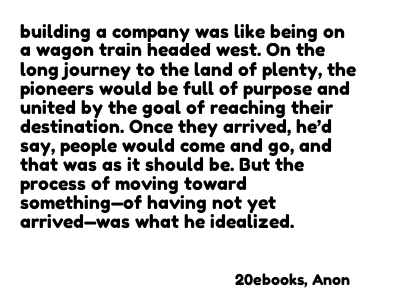 building a company was like being on
a wagon train headed west. On the
long journey to the land of plenty, the
pioneers would be full of purpose and
united by the goal of reaching their
destination. Once they arrived, he’d
say, people would come and go, and
that was as it should be. But the
process of moving toward
something—of having not yet
arrived—was what he idealized.
20ebooks, Anon